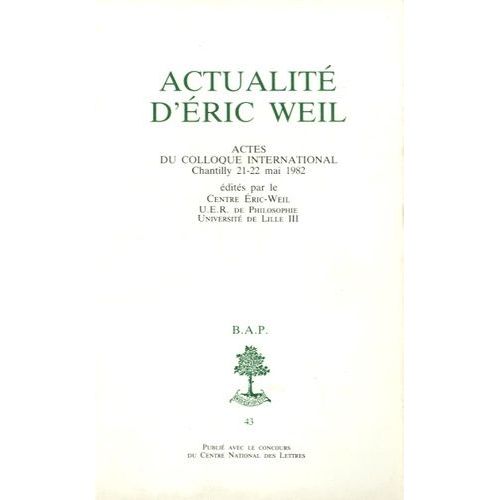 ACTUALITÉ
D'ÉRIC WEIL
ACTES
DU COLLOQUE INTERNATIONAL
Chantilly 21-22 mai 1982
édités par le
CENTRE ÉRIC-WEIL
U.E.R. DE PHILOSOPHIE
UNIVERSITÉ DE LILLE III
B.A.P.
43
PUBLIÉ AVEC LE CONCOURS
DU CENTRE NATIONAL DES LETTRES